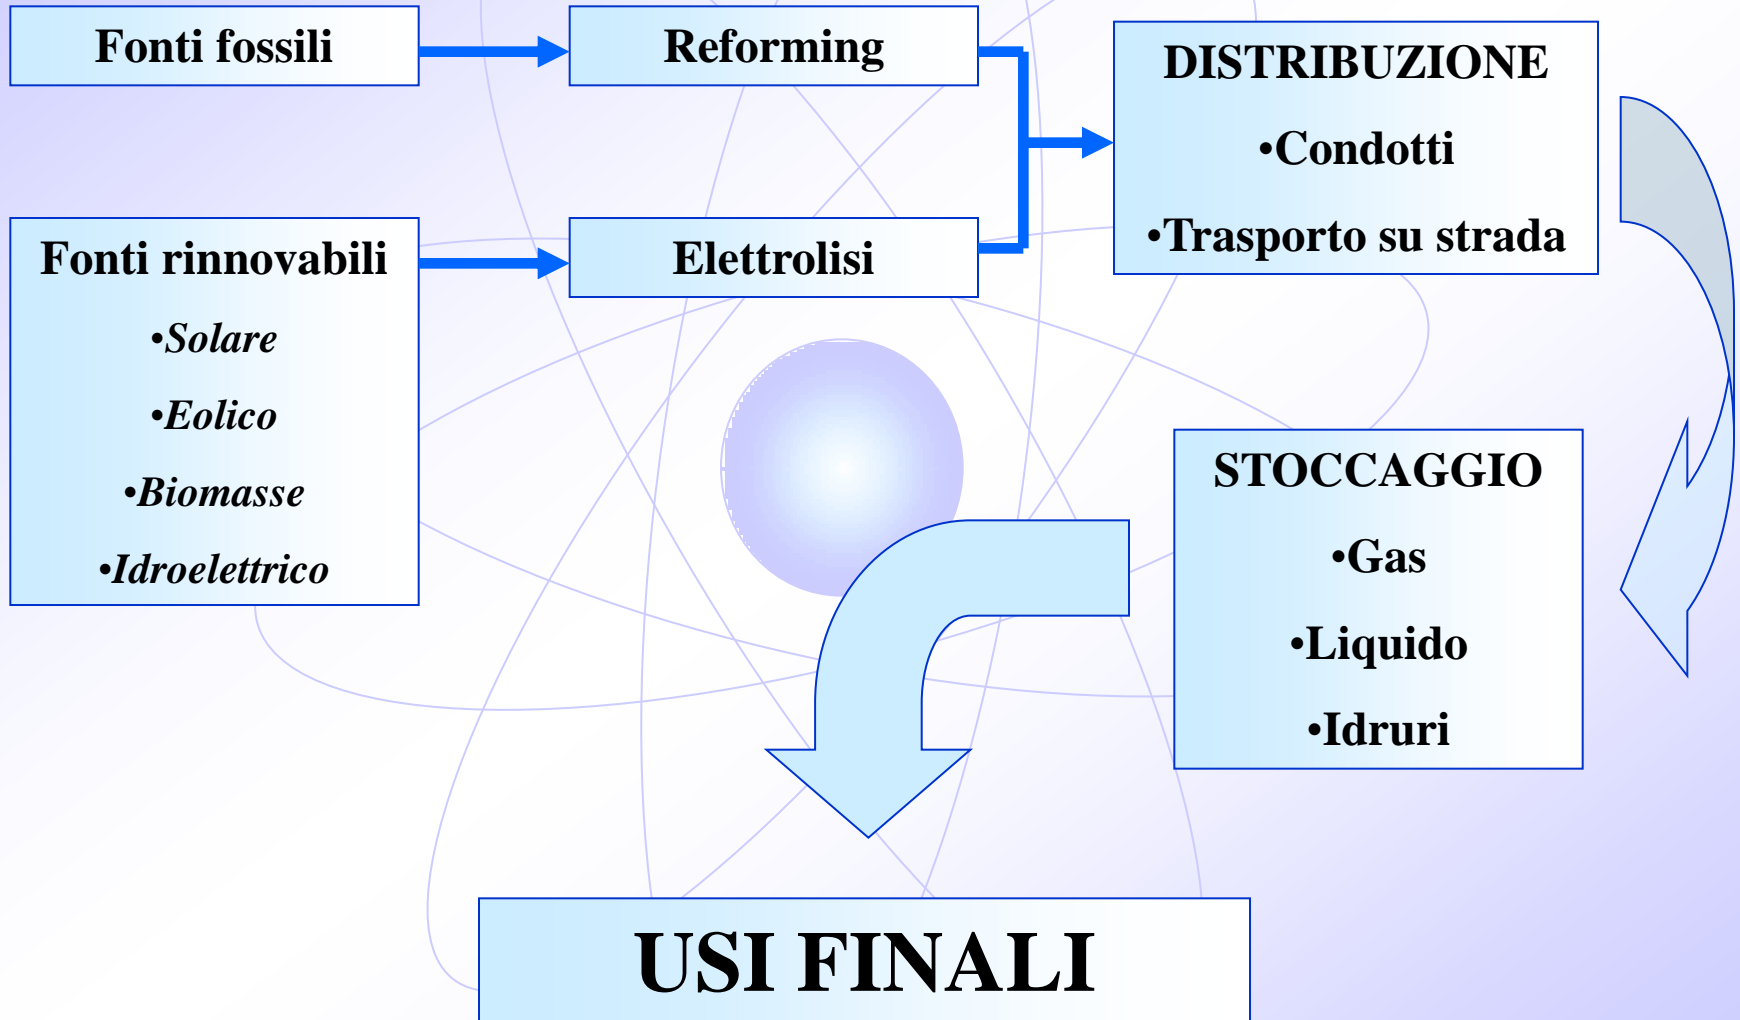 Fonti fossili
Reforming
DISTRIBUZIONE
•Condotti
•Trasporto su strada
Fonti rinnovabili
•Solare
•Eolico
•Biomasse
•Idroelettrico
Elettrolisi
STOCCAGGIO
•Gas
•Liquido
•Idruri
USI FINALI